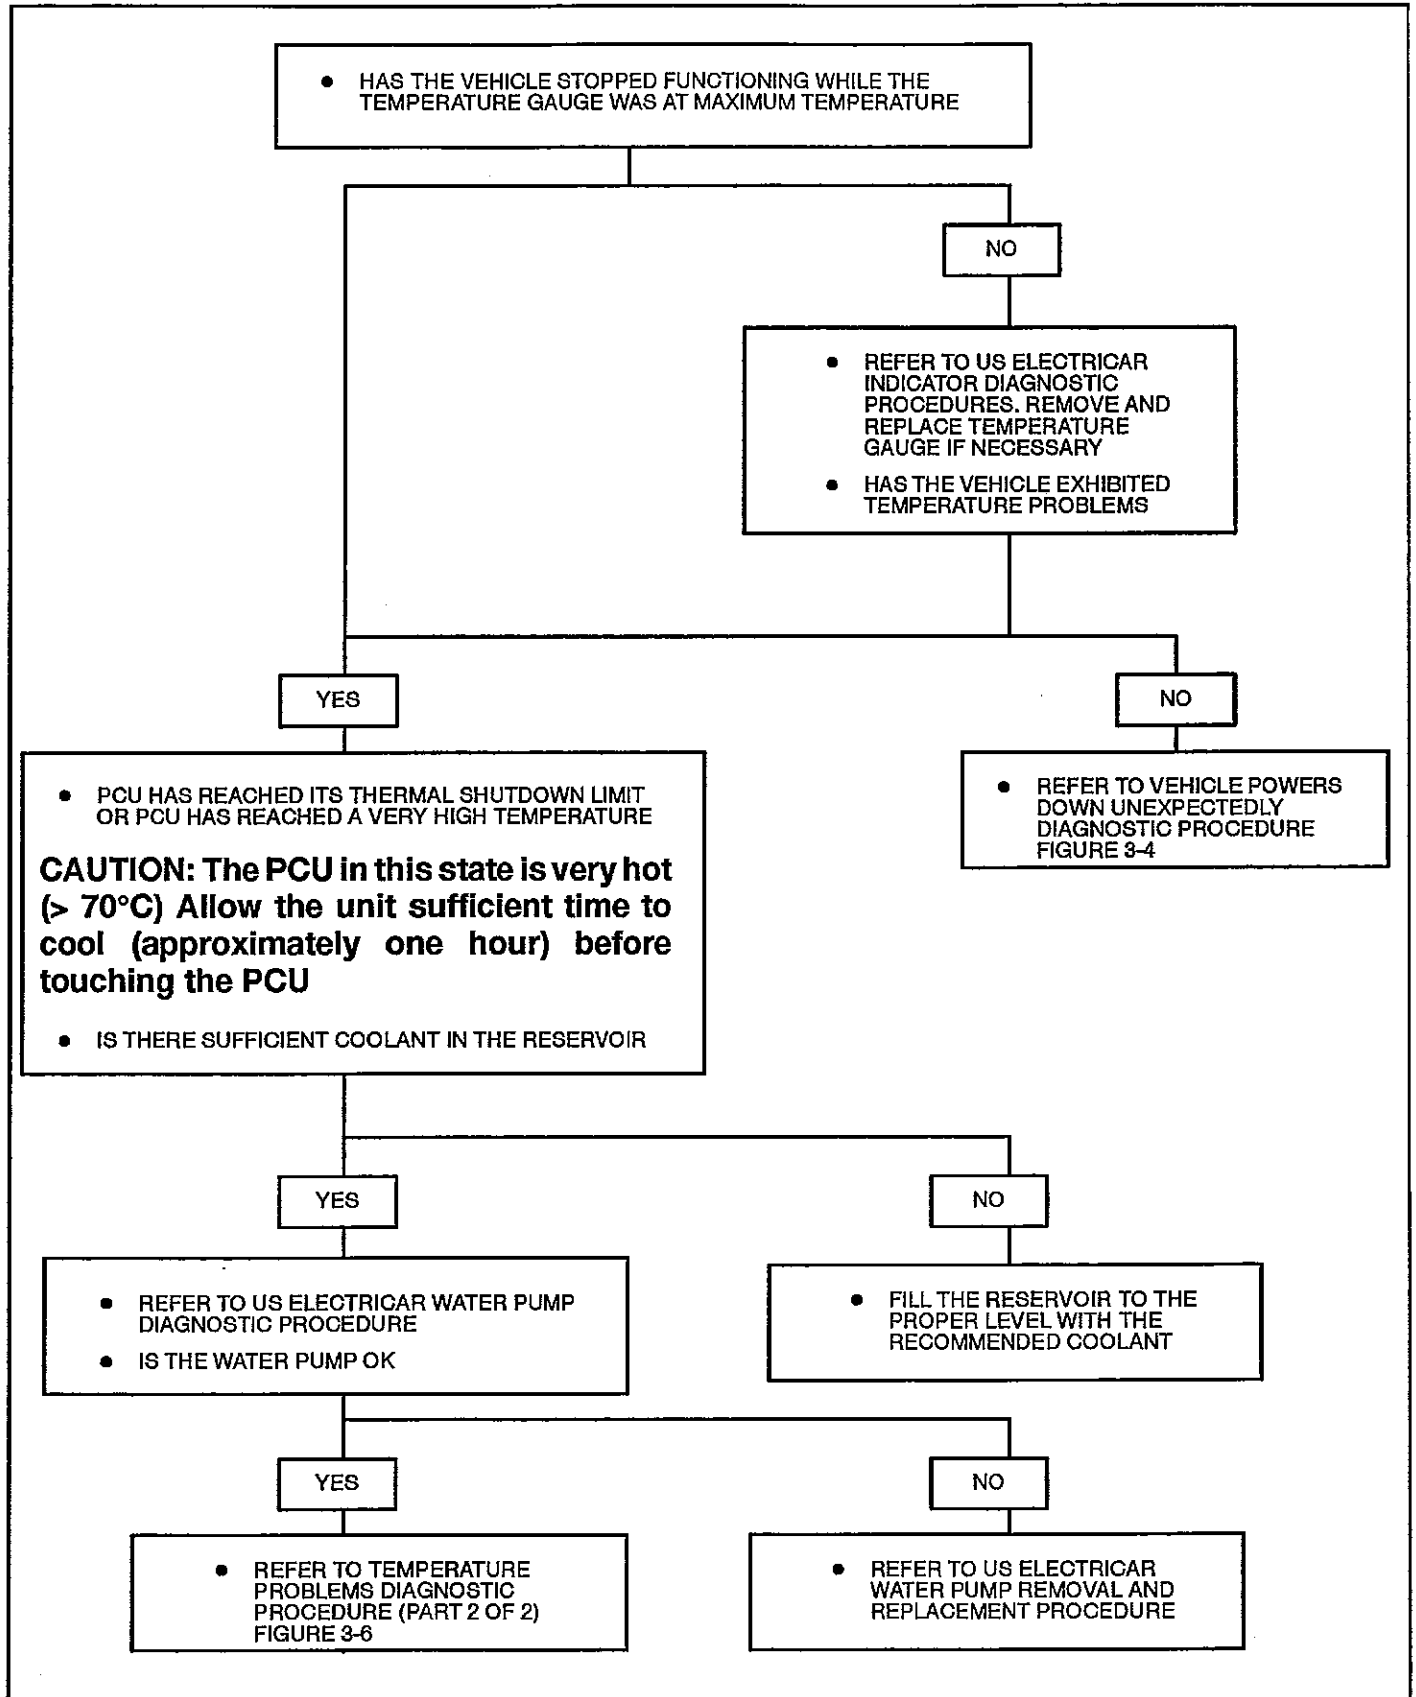 ● HAS THE VEHICLE STOPPED FUNCTIONING WHILE THE
TEMPERATURE GAUGE WAS AT MAXIMUM TEMPERATURE
NO
● REFER TO US ELECTRICAR
INDICATOR DIAGNOSTIC
PROCEDURES. REMOVE AND
REPLACE TEMPERATURE
GAUGE IF NECESSARY
● HAS THE VEHICLE EXHIBITED
TEMPERATURE PROBLEMS
YES
NO
● PCU HAS REACHED ITS THERMAL SHUTDOWN LIMIT
OR PCU HAS REACHED A VERY HIGH TEMPERATURE
CAUTION: The PCU in this state is very hot
(> 70°C) Allow the unit sufficient time to
cool (approximately one hour) before
touching the PCU
● IS THERE SUFFICIENT COOLANT IN THE RESERVOIR
● REFER TO VEHICLE POWERS
DOWN UNEXPECTEDLY
DIAGNOSTIC PROCEDURE
FIGURE 3-4
YES
NO
● REFER TO US ELECTRICAR WATER PUMP
DIAGNOSTIC PROCEDURE
● IS THE WATER PUMP OK
● FILL THE RESERVOIR TO THE
PROPER LEVEL WITH THE
RECOMMENDED COOLANT
YES
NO
● REFER TO TEMPERATURE
PROBLEMS DIAGNOSTIC
PROCEDURE (PART 2 OF 2)
FIGURE 3-6
● REFER TO US ELECTRICAR
WATER PUMP REMOVAL AND
REPLACEMENT PROCEDURE